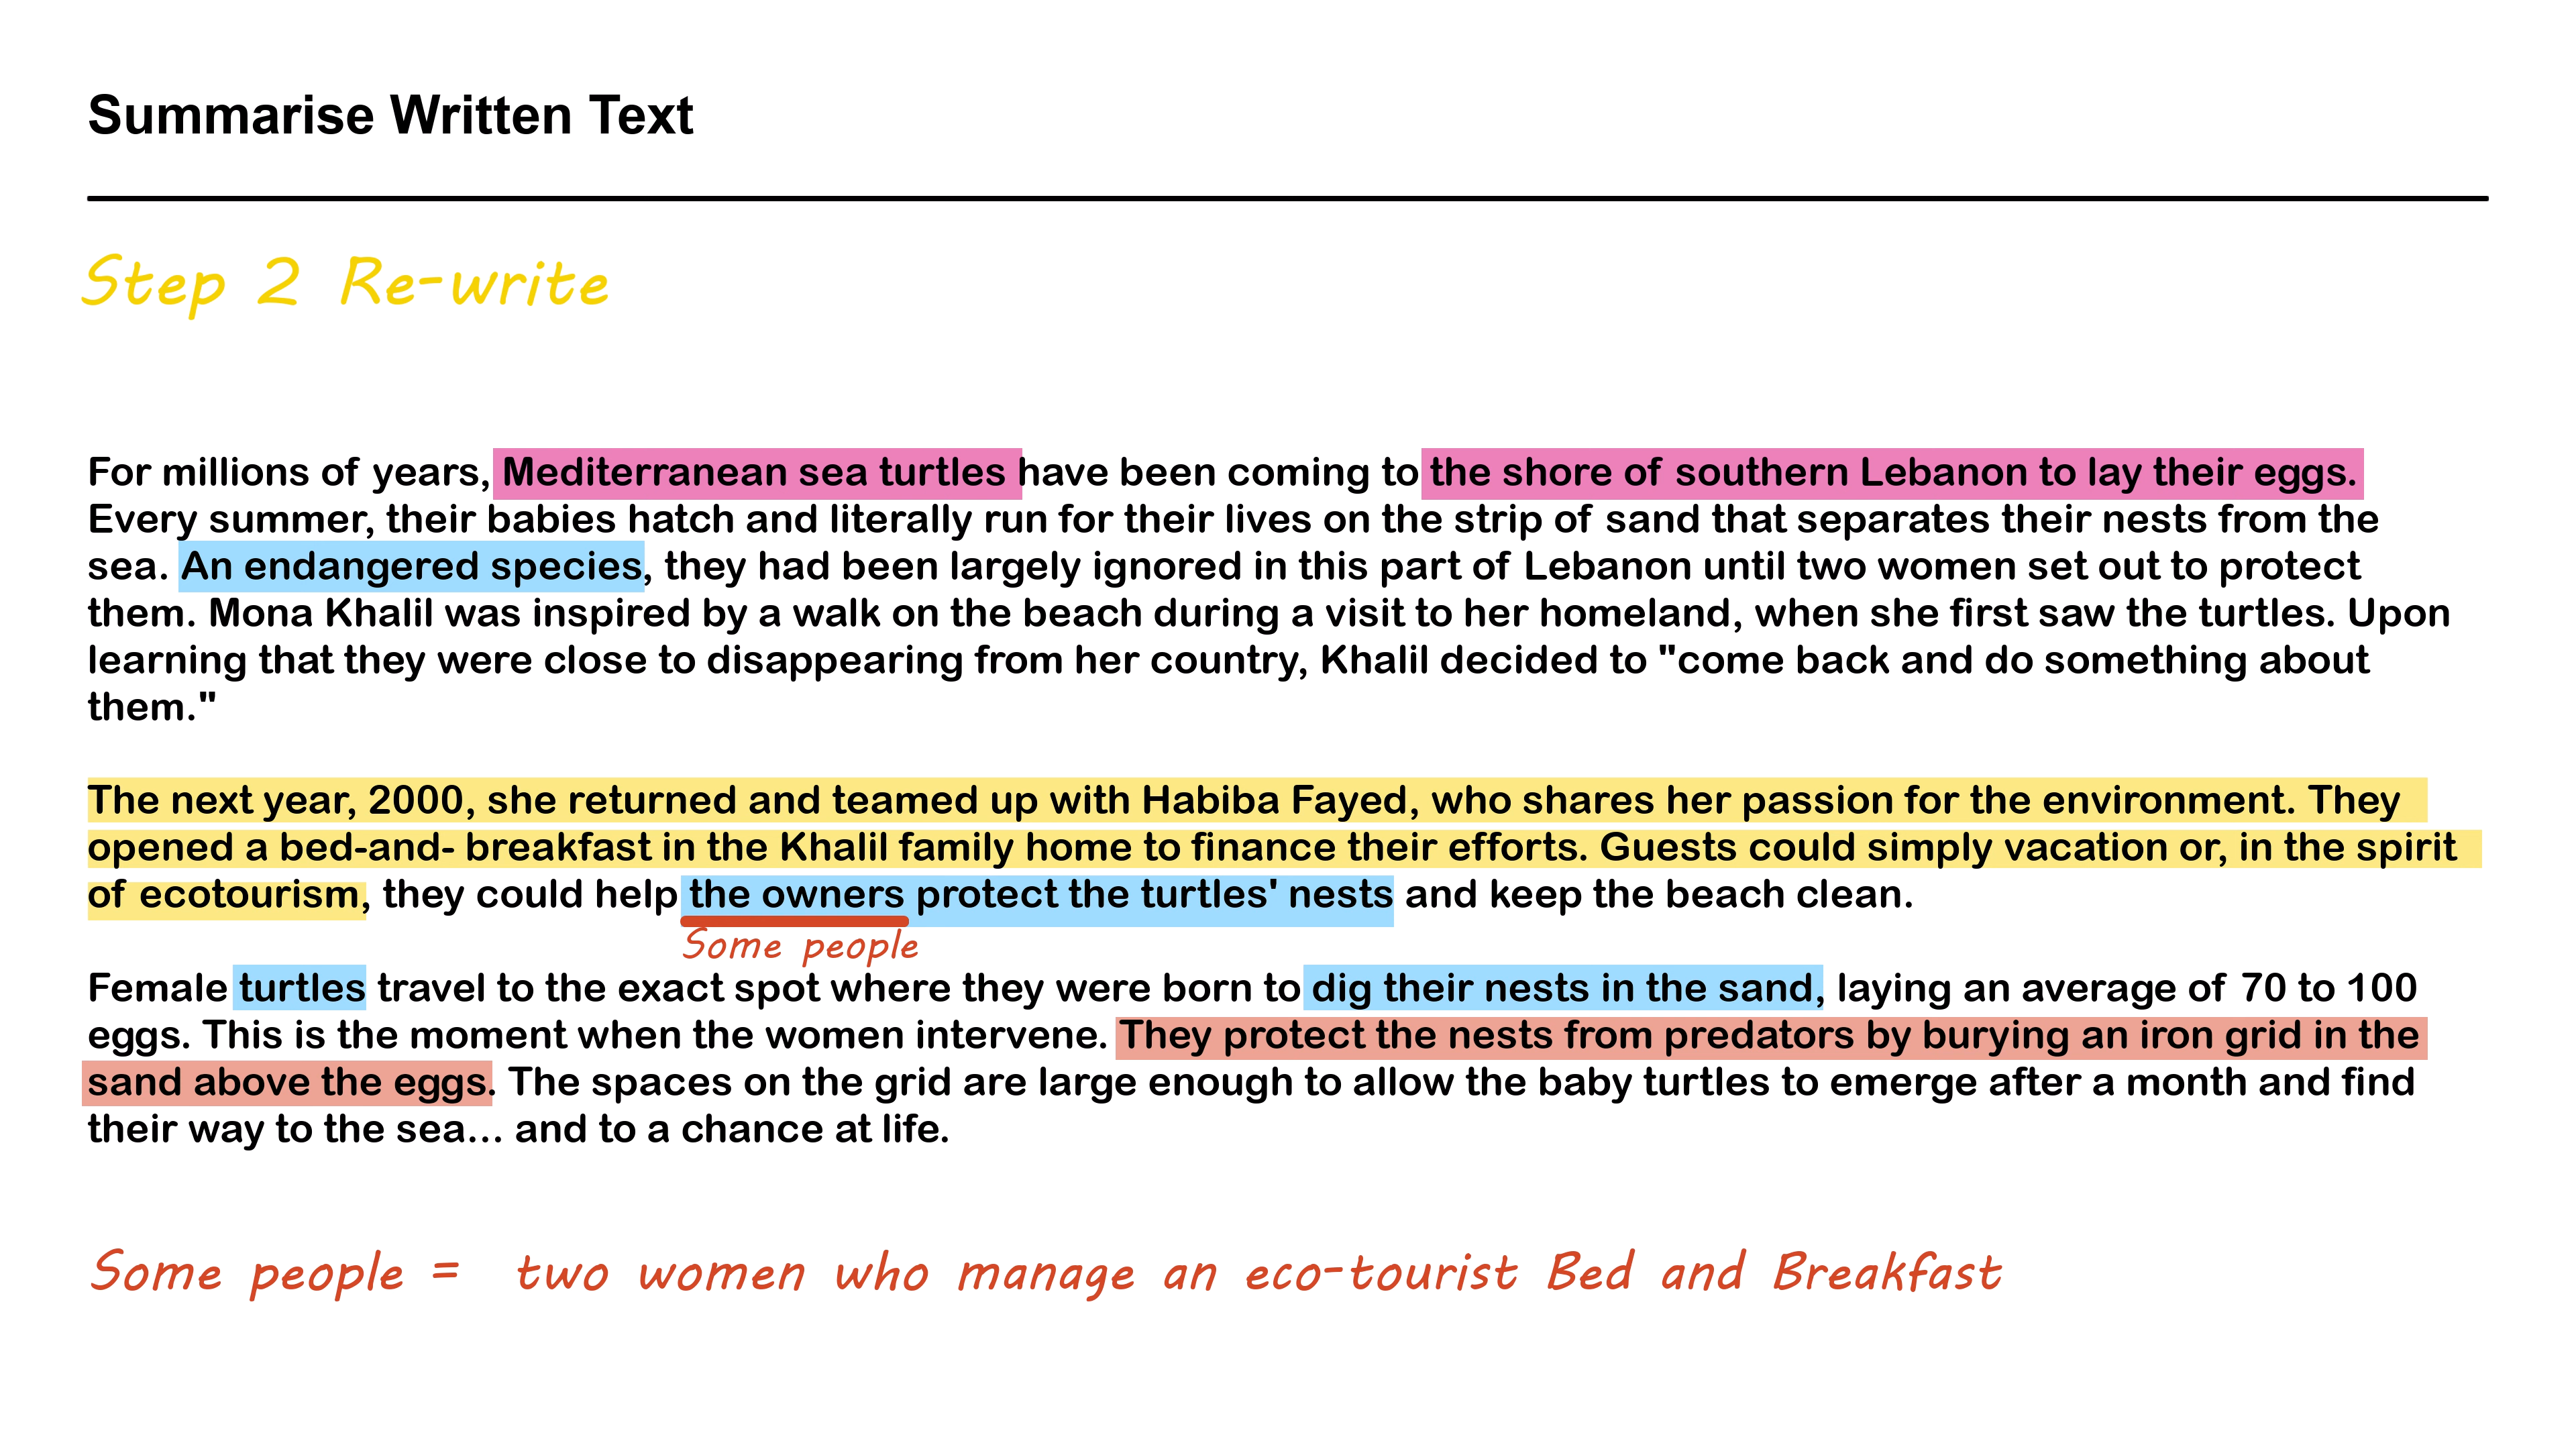 Summarise Written Text
Step 2 Re-write
For millions of years, Mediterranean sea turtles have been coming to the shore of southern Lebanon to lay their eggs.
Every summer, their babies hatch and literally run for their lives on the strip of sand that separates their nests from the
sea. An endangered species, they had been largely ignored in this part of Lebanon until two women set out to protect
them. Mona Khalil was inspired by a walk on the beach during a visit to her homeland, when she first saw the turtles. Upon
learning that they were close to disappearing from her country, Khalil decided to "come back and do something about
them."
The next year, 2000, she returned and teamed up with Habiba Fayed, who shares her passion for the environment. They
opened a bed-and- breakfast in the Khalil family home to finance their efforts. Guests could simply vacation or, in the spirit
of ecotourism, they could help the owners protect the turtles' nests and keep the beach clean.
Some people
Female turtles travel to the exact spot where they were born to dig their nests in the sand, laying an average of 70 to 100
eggs. This is the moment when the women intervene. They protect the nests from predators by burying an iron grid in the
sand above the eggs. The spaces on the grid are large enough to allow the baby turtles to emerge after a month and find
their way to the sea... and to a chance at life.
Some people = two women who manage an eco-tourist Bed and Breakfast